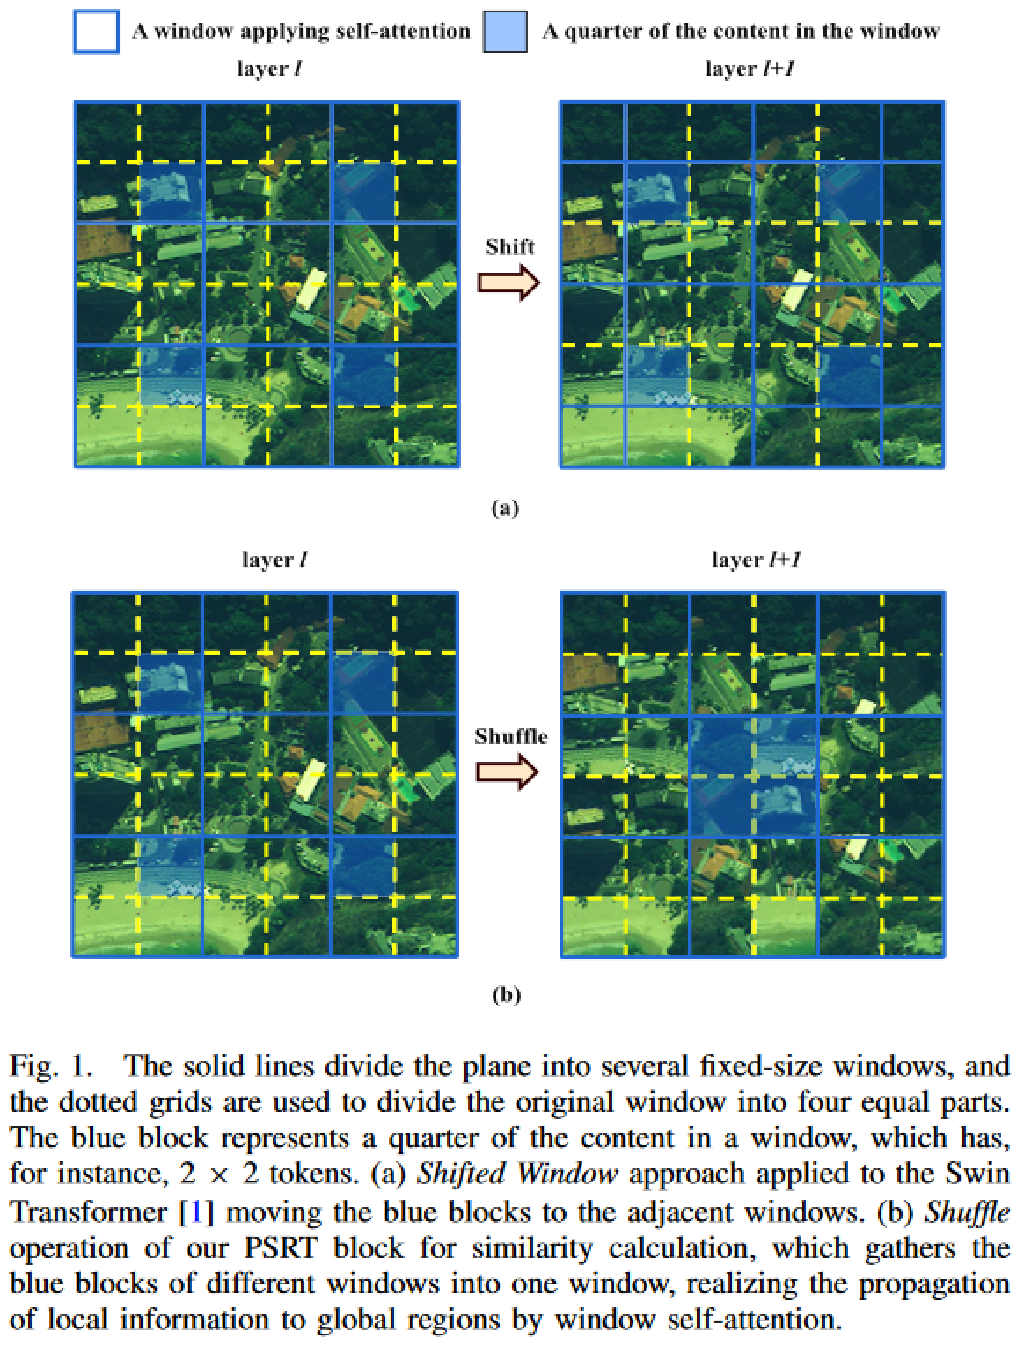 A window applying self-attention A quarter of the content in the window
layer l layer l+1
Shift
(a)
layer l layer l+1
Shuffle
(b)
Fig. 1. The solid lines divide the plane into several fixed-size windows, and
the dotted grids are used to divide the original window into four equal parts.
The blue block represents a quarter of the content in a window, which has,
for instance, 2 × 2 tokens. (a) Shifted Window approach applied to the Swin
Transformer [1] moving the blue blocks to the adjacent windows. (b) Shuffle
operation of our PSRT block for similarity calculation, which gathers the
blue blocks of different windows into one window, realizing the propagation
of local information to global regions by window self-attention.